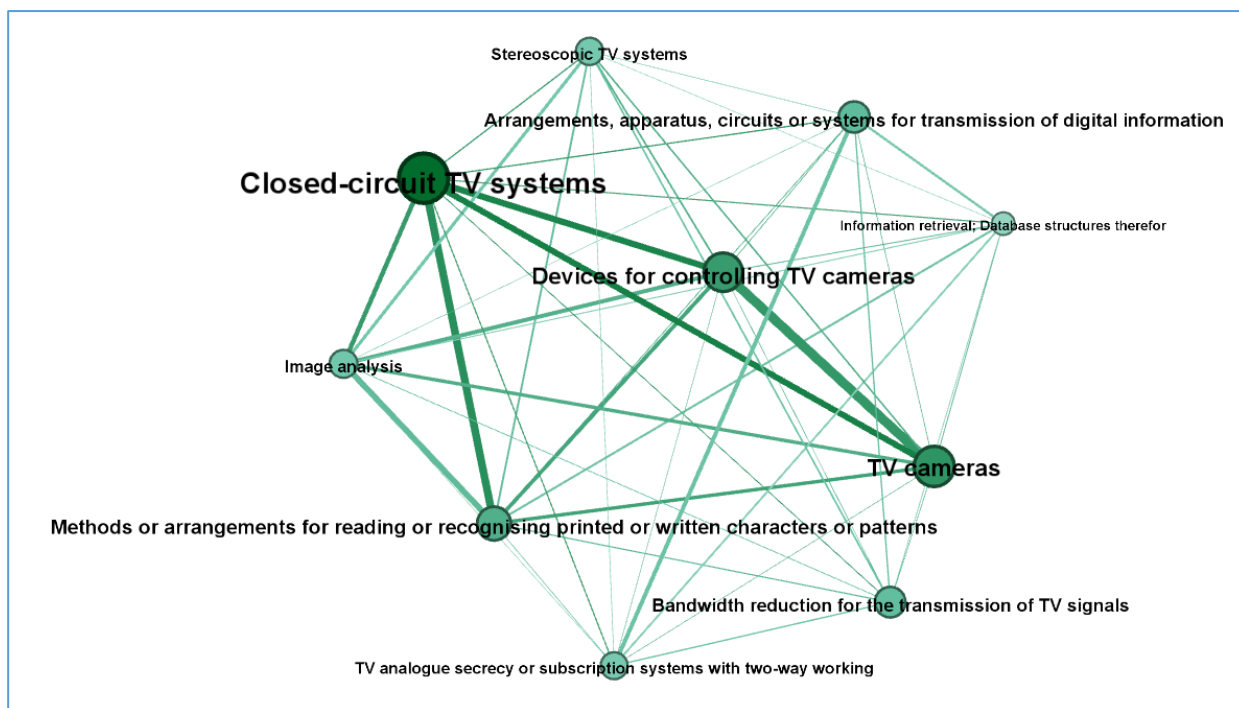 Stereoscopic TV systems
Arrangements, apparatus, circuits or systems for transmission of digital information
Closed-circuit TV systems
Information retrieval; Database structures therefor
Devices for controlling TV cameras
Image analysis
TV cameras
Methods or arrangements for reading or recognising printed or written characters or patterns
Bandwidth reduction for the transmission of TV signals
TV analogue secrecy or subscription systems with two-way working